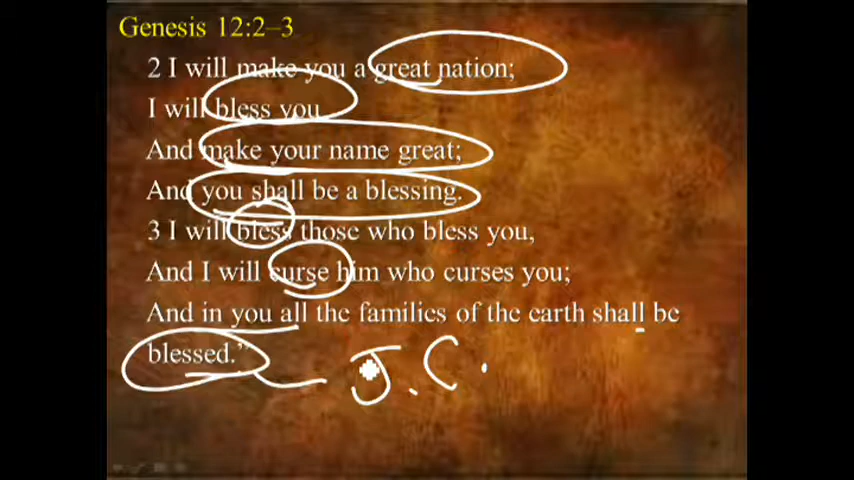 Genesis 12:2–3
2 I will make you a great nation;
I will bless you
And make your name great;
And you shall be a blessing.
3 I will bless those who bless you,
And I will curse him who curses you;
And in you all the families of the earth shall be
blessed.”
J.C.